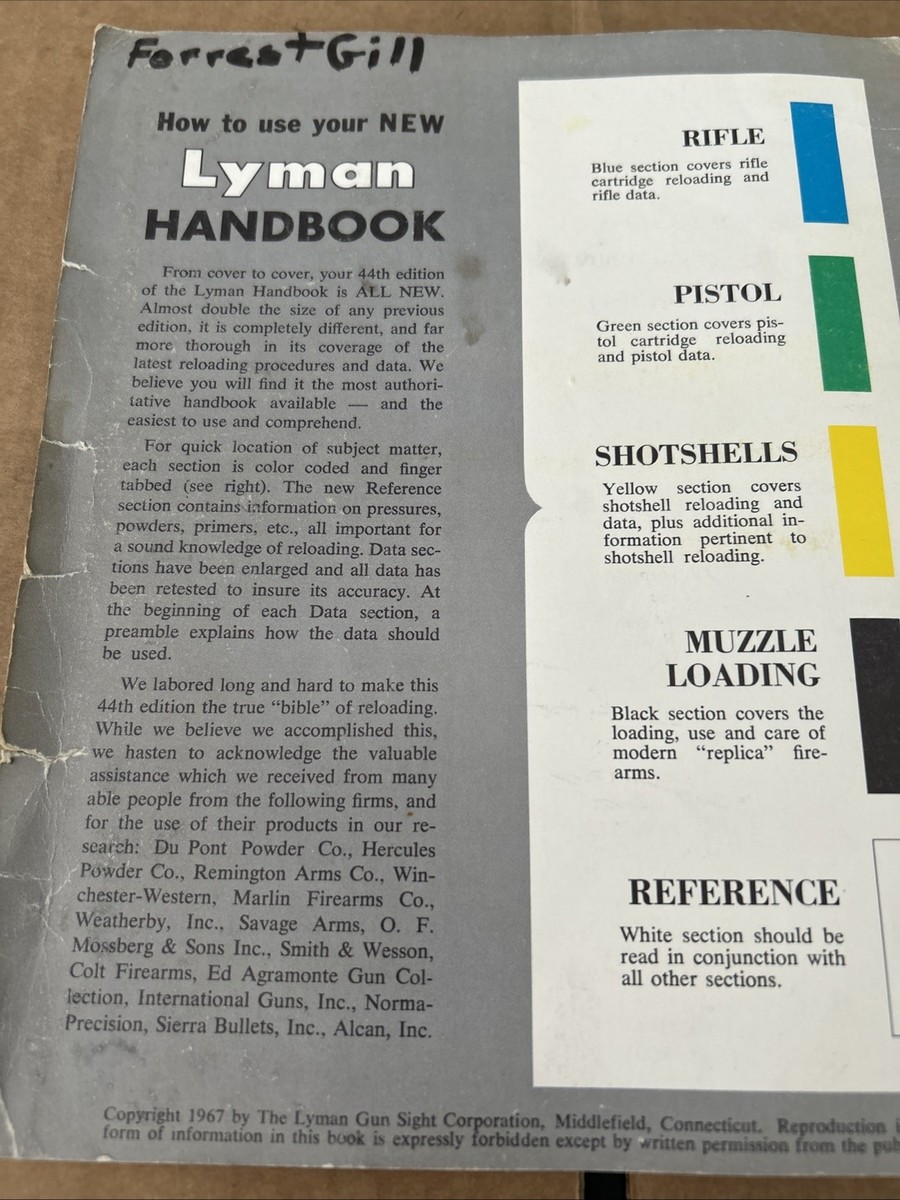 Forrest Gill
How to use your NEW
Lyman
HANDBOOK
From cover to cover, your 44th edition
of the Lyman Handbook is ALL NEW.
Almost double the size of any previous
edition, it is completely different, and far
more thorough in its coverage of the
latest reloading procedures and data. We
believe you will find it the most authori-
tative handbook available — and the
easiest to use and comprehend.
For quick location of subject matter,
each section is color coded and finger
tabbed (see right). The new Reference
section contains information on pressures,
powders, primers, etc., all important for
a sound knowledge of reloading. Data sec-
tions have been enlarged and all data has
been retested to insure its accuracy. At
the beginning of each Data section, a
preamble explains how the data should
be used.
We labored long and hard to make this
44th edition the true “bible” of reloading.
While we believe we accomplished this,
we hasten to acknowledge the valuable
assistance which we received from many
able people from the following firms, and
for the use of their products in our re-
search: Du Pont Powder Co., Hercules
Powder Co., Remington Arms Co., Win-
chester-Western, Marlin Firearms Co.,
Weatherby, Inc., Savage Arms, O. F.
Mossberg & Sons Inc., Smith & Wesson,
Colt Firearms, Ed Agramonte Gun Col-
lection, International Guns, Inc., Norma-
Precision, Sierra Bullets, Inc., Alcan, Inc.
RIFLE
Blue section covers rifle
cartridge reloading and
rifle data.
PISTOL
Green section covers pis-
tol cartridge reloading
and pistol data.
SHOTSHELLS
Yellow section covers
shotshell reloading and
data, plus additional in-
formation pertinent to
shotshell reloading.
MUZZLE
LOADING
Black section covers the
loading, use and care of
modern “replica” fire-
arms.
REFERENCE
White section should be
read in conjunction with
all other sections.
Copyright 1967 by The Lyman Gun Sight Corporation, Middlefield, Connecticut. Reproduction
form of information in this book is expressly forbidden except by written permission from the